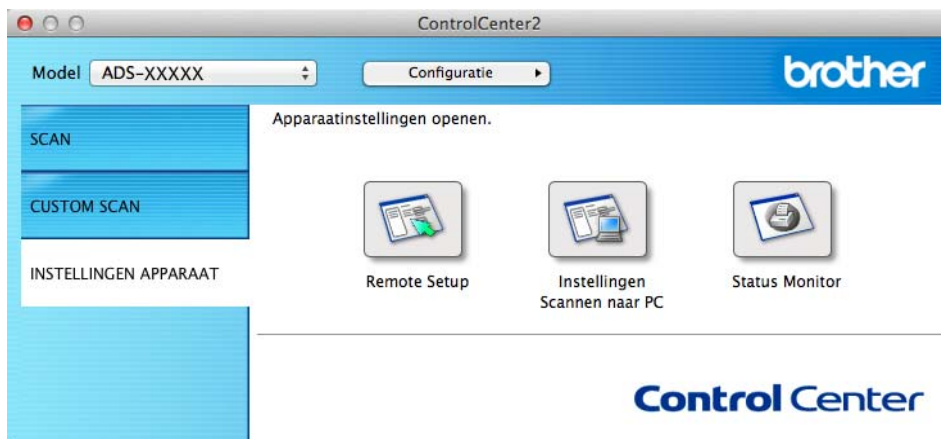 ControlCenter2
Model ADS-XXXXX Configuratie brother
SCAN
CUSTOM SCAN
INSTELLINGEN APPARAAT
Apparaatinstellingen openen.
Remote Setup
Instellingen
Scannen naar PC
Status Monitor
Control Center